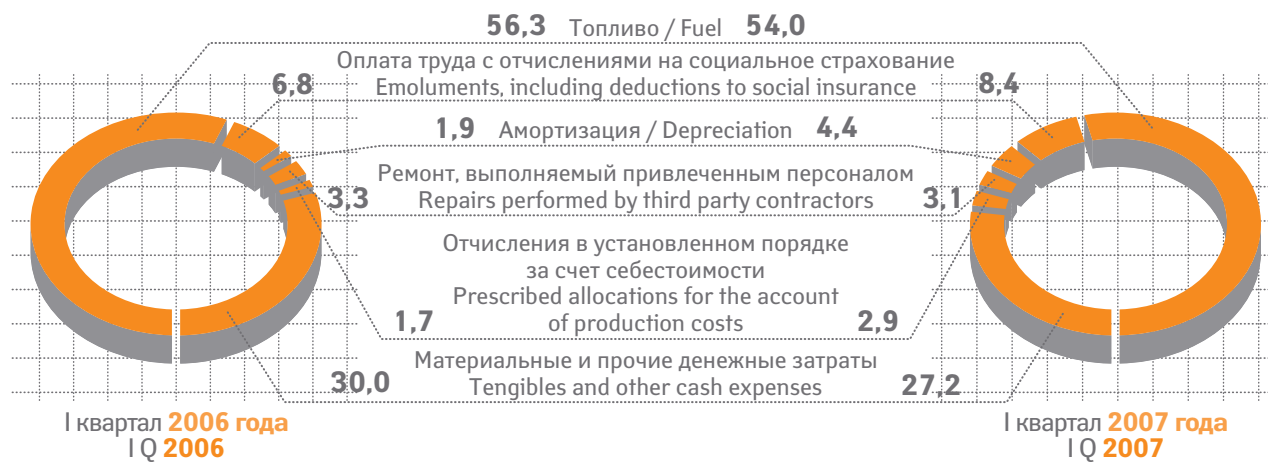 56,3 Топливо / Fuel 54,0
Оплата труда с отчислениями на социальное страхование
6,8 Emoluments, including deductions to social insurance 8,4
1,9 Амортизация / Depreciation 4,4
Ремонт, выполняемый привлеченным персоналом
3,3 Repairs performed by third party contractors 3,1
Отчисления в установленном порядке
за счет себестоимости
Prescribed allocations for the account
1,7 of production costs 2,9
Материальные и прочие денежные затраты
30,0 Tengibles and other cash expenses 27,2
I квартал 2006 года
I Q 2006
I квартал 2007 года
I Q 2007